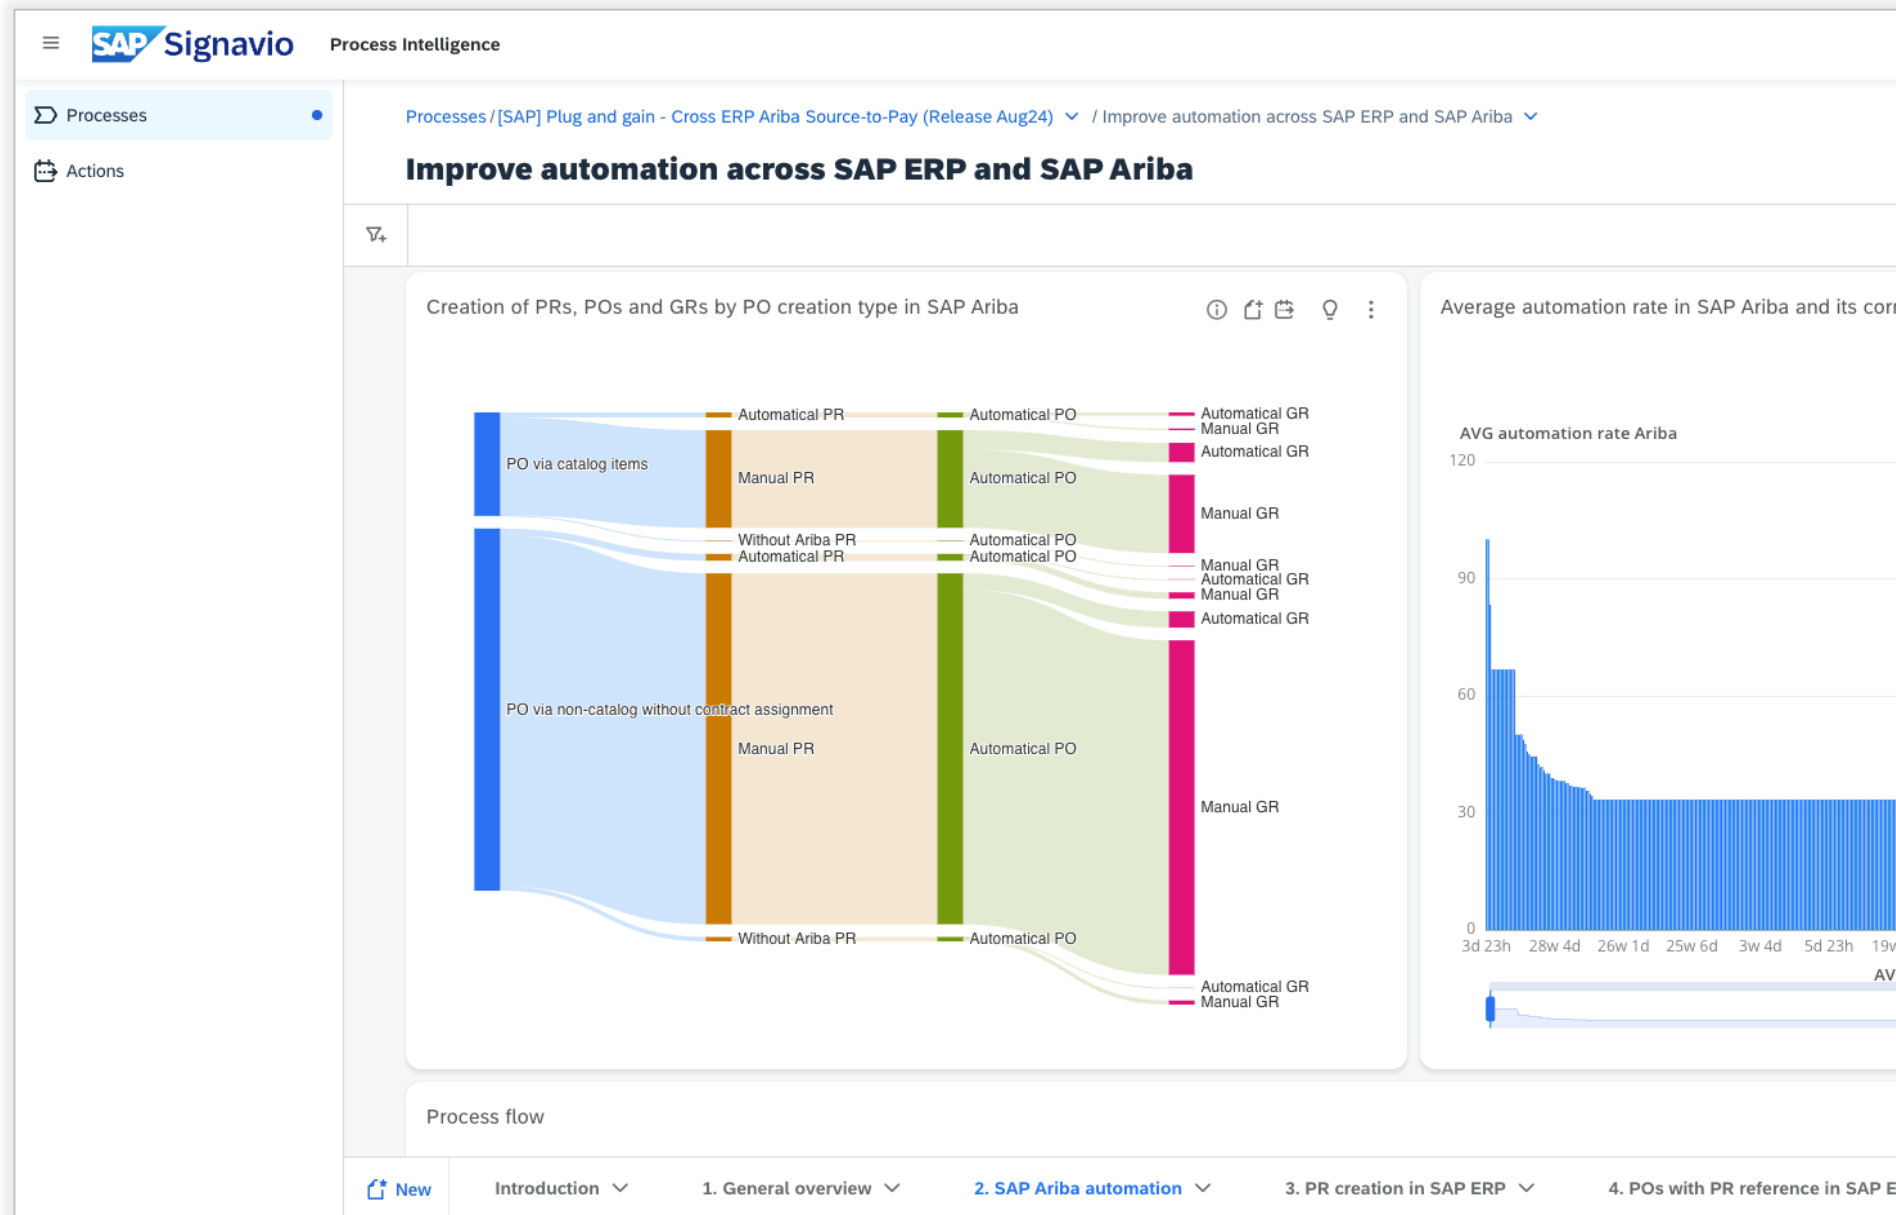 SAP Signavio Process Intelligence
Processes
Actions
Processes / [SAP] Plug and gain - Cross ERP Ariba Source-to-Pay (Release Aug24) / Improve automation across SAP ERP and SAP Ariba
Improve automation across SAP ERP and SAP Ariba
Creation of PRs, POs and GRs by PO creation type in SAP Ariba
PO via catalog items
PO via non-catalog without contract assignment
Automatical PR
Manual PR
Without Ariba PR
Automatical PR
Manual PR
Without Ariba PR
Automatical PO
Automatical PO
Automatical PO
Automatical PO
Automatical PO
Automatical PO
Automatical GR
Manual GR
Automatical GR
Manual GR
Manual GR
Automatical GR
Manual GR
Automatical GR
Manual GR
Automatical GR
Manual GR
Average automation rate in SAP Ariba and its
AVG automation rate Ariba
120
90
60
30
0
3d 23h 28w 4d 26w 1d 25w 6d 3w 4d 5d 23h
Process flow
New
Introduction
1. General overview
2. SAP Ariba automation
3. PR creation in SAP ERP
4. POs with PR reference in SAP